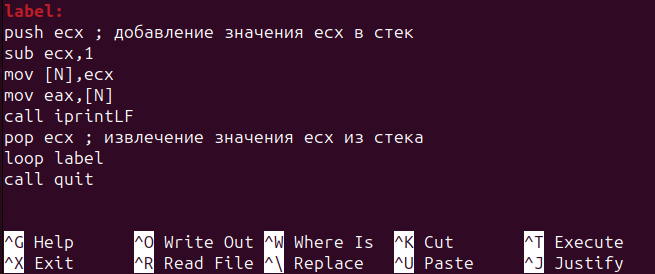 label:
push ecx ; добавление значения ecx в стек
sub ecx,1
mov [N],ecx
mov eax,[N]
call iprintLF
pop ecx ; извлечение значения ecx из стека
loop label
call quit
^G Help ^O Write Out ^W Where Is ^K Cut ^T Execute
^X Exit ^R Read File ^\ Replace ^U Paste ^J Justify